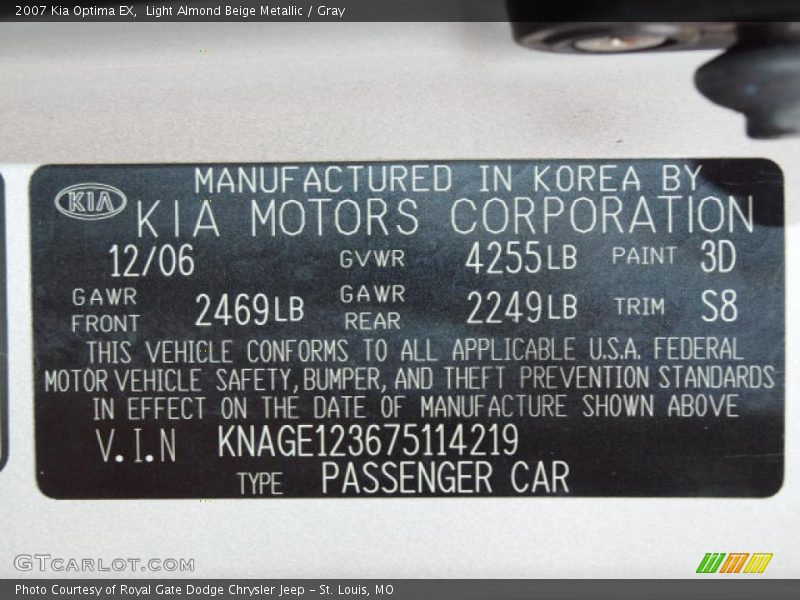 2007 Kia Optima EX, Light Almond Beige Metallic / Gray
MANUFACTURED IN KOREA BY
KIA KIA MOTORS CORPORATION
12/06 GVWR 4255LB PAINT 3D
GAWR FRONT 2469LB GAWR REAR 2249LB TRIM S8
THIS VEHICLE CONFORMS TO ALL APPLICABLE U.S.A. FEDERAL
MOTOR VEHICLE SAFETY, BUMPER, AND THEFT PREVENTION STANDARDS
IN EFFECT ON THE DATE OF MANUFACTURE SHOWN ABOVE
V.I.N KNAGE123675114219
TYPE PASSENGER CAR
GTCARLOT.COM
Photo Courtesy of Royal Gate Dodge Chrysler Jeep - St. Louis, MO